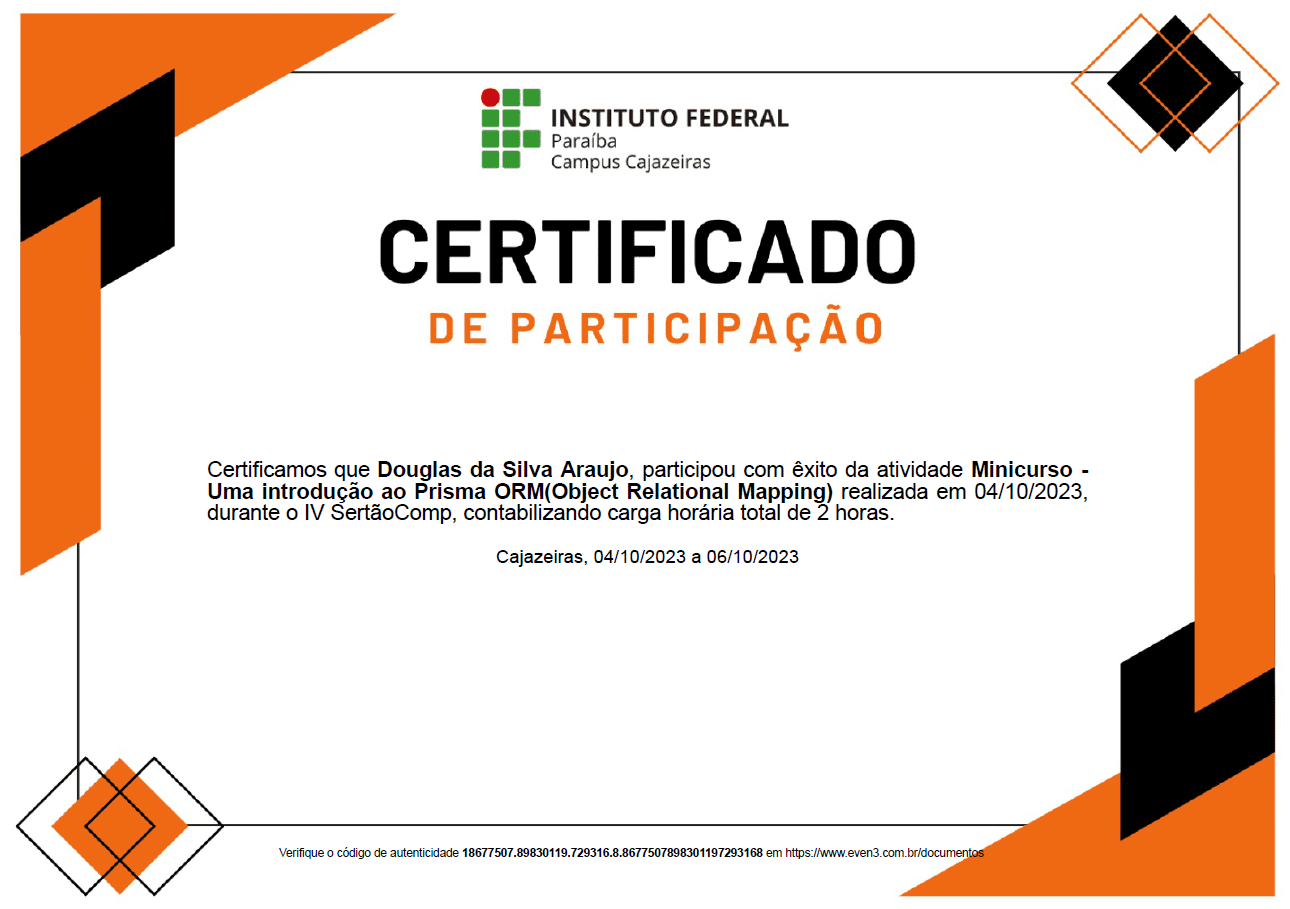 INSTITUTO FEDERAL
Paraíba
Campus Cajazeiras
CERTIFICADO
DE PARTICIPAÇÃO
Certificamos que Douglas da Silva Araujo, participou com êxito da atividade Minicurso -
Uma introdução ao Prisma ORM(Object Relational Mapping) realizada em 04/10/2023,
durante o IV SertãoComp, contabilizando carga horária total de 2 horas.
Cajazeiras, 04/10/2023 a 06/10/2023
Verifique o código de autenticidade 18677507.89830119.729316.8.8677507898301197293168 em https://www.even3.com.br/documentos